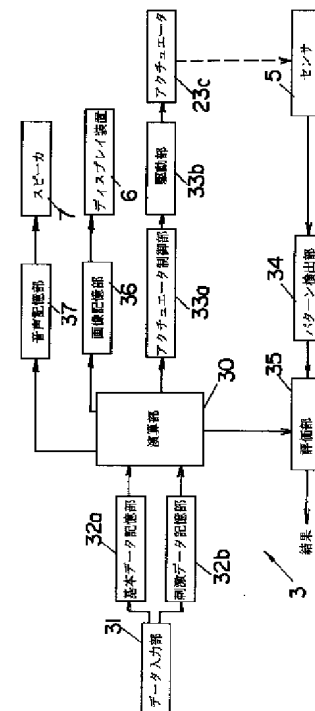 データ入力部
31
基本データ記憶部
32a
刺激データ記憶部
32b
演算部
30
音声記憶部
37
スピーカ
7
画像記憶部
36
ディスプレイ装置
6
アクチュエータ制御部
33a
駆動部
33b
アクチュエータ
23c
センサ
5
パターン検出部
34
評価部
35
結果
3